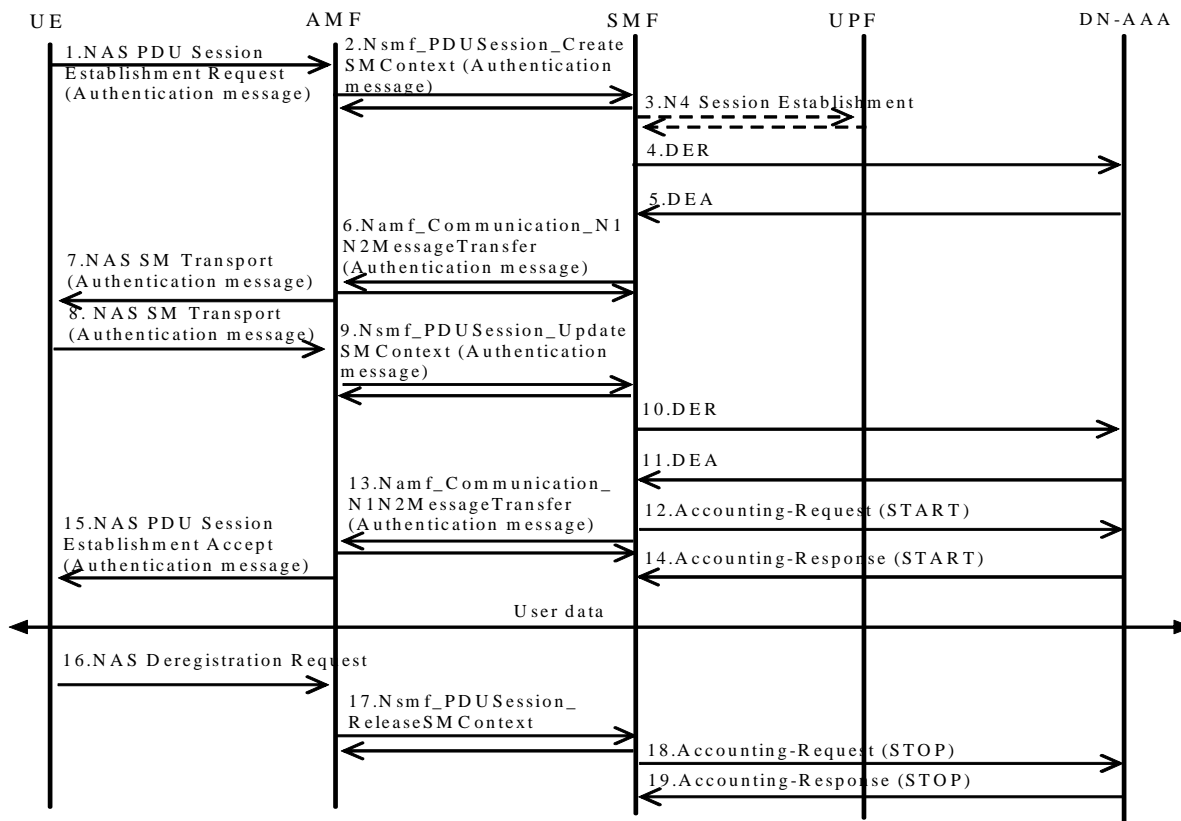 UE
AMF
SMF
UPF
DN-AAA
1.NAS PDU Session
Establishment Request
(Authentication message)
2.Nsmf_PDUSession_Create
SMContext (Authentication
message)
3.N4 Session Establishment
4.DER
5.DEA
6.Namf_Communication_N1
N2MessageTransfer
(Authentication message)
7.NAS SM Transport
(Authentication message)
8. NAS SM Transport
(Authentication message)
9.Nsmf_PDUSession_Update
SMContext (Authentication
message)
10.DER
11.DEA
13.Namf_Communication_
N1N2MessageTransfer
(Authentication message)
12.Accounting-Request (START)
15.NAS PDU Session
Establishment Accept
(Authentication message)
14.Accounting-Response (START)
User data
16.NAS Deregistration Request
17.Nsmf_PDUSession_
ReleaseSMContext
18.Accounting-Request (STOP)
19.Accounting-Response (STOP)